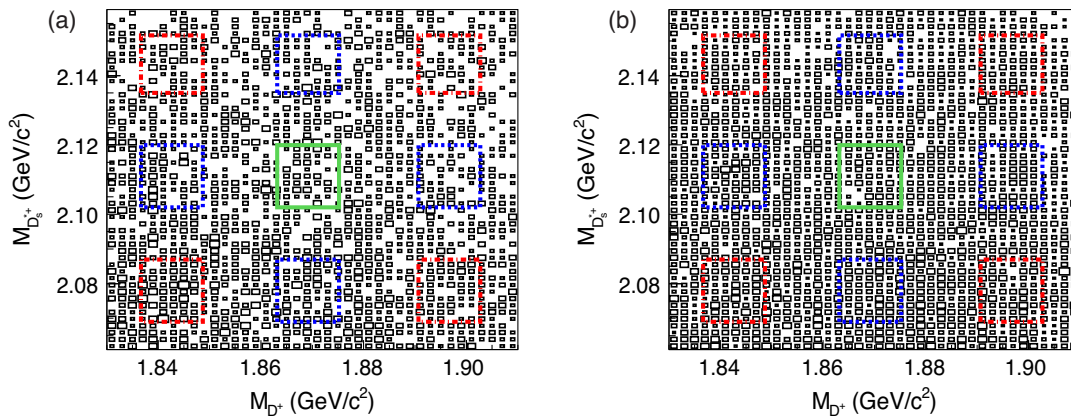 (a)
M_{D_s^{*+}} (GeV/c²)
2.14
2.12
2.10
2.08
1.84 1.86 1.88 1.90
M_{D⁺} (GeV/c²)
(b)
M_{D_s^{*+}} (GeV/c²)
2.14
2.12
2.10
2.08
1.84 1.86 1.88 1.90
M_{D⁺} (GeV/c²)